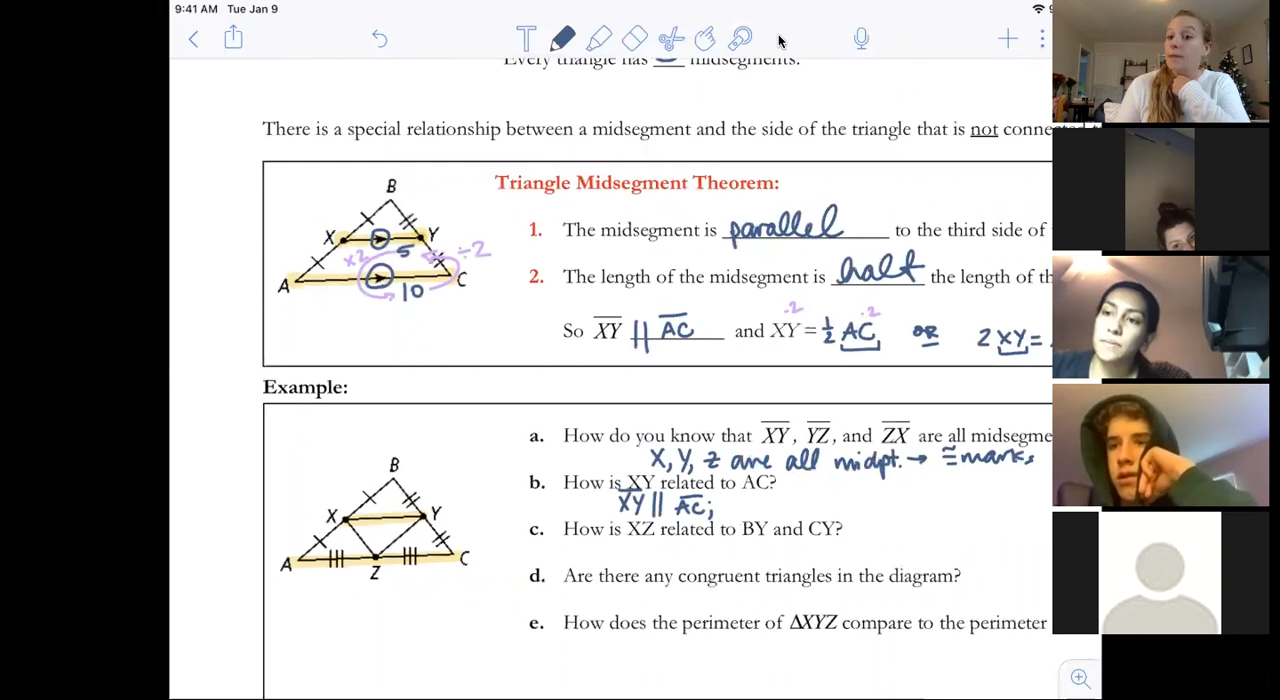 9:41 AM Tue Jan 9
Every triangle has midsegments.
There is a special relationship between a midsegment and the side of the triangle that is not
Triangle Midsegment Theorem:
B
X Y
÷2
x2 5
A C
10
1. The midsegment is parallel to the third side of
2. The length of the midsegment is half the length of
·2 ·2
So XY || AC and XY = ½ AC OR 2 XY =
Example:
B
X Y
A Z C
a. How do you know that XY, YZ, and ZX are all
X, Y, Z are all midpt. → ≅ marks
b. How is XY related to AC?
XY || AC;
c. How is XZ related to BY and CY?
d. Are there any congruent triangles in the diagram?
e. How does the perimeter of ΔXYZ compare to the perimeter